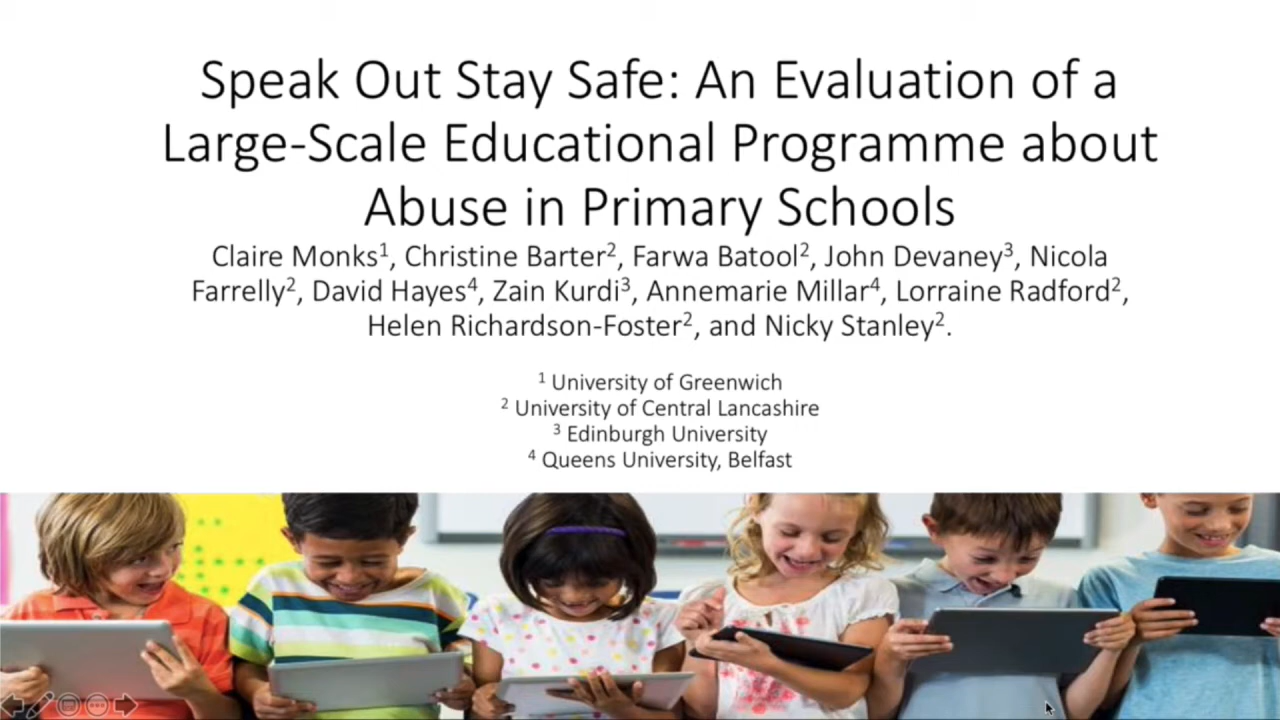 Speak Out Stay Safe: An Evaluation of a
Large-Scale Educational Programme about
Abuse in Primary Schools
Claire Monks¹, Christine Barter², Farwa Batool², John Devaney³, Nicola
Farrelly², David Hayes⁴, Zain Kurdi³, Annemarie Millar⁴, Lorraine Radford²,
Helen Richardson-Foster², and Nicky Stanley².
¹ University of Greenwich
² University of Central Lancashire
³ Edinburgh University
⁴ Queens University, Belfast